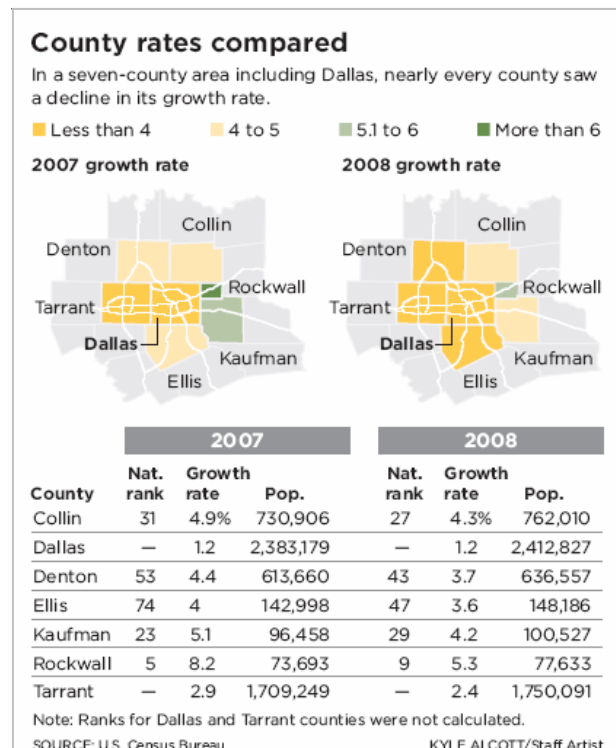 County rates compared
In a seven-county area including Dallas, nearly every county saw
a decline in its growth rate.
Less than 4 4 to 5 5.1 to 6 More than 6
2007 growth rate 2008 growth rate
Collin Collin
Denton Denton
Rockwall Rockwall
Tarrant Tarrant
Dallas Dallas
Kaufman Kaufman
Ellis Ellis
2007 2008
Nat. Growth Nat. Growth
County rank rate Pop. rank rate Pop.
Collin 31 4.9% 730,906 27 4.3% 762,010
Dallas — 1.2 2,383,179 — 1.2 2,412,827
Denton 53 4.4 613,660 43 3.7 636,557
Ellis 74 4 142,998 47 3.6 148,186
Kaufman 23 5.1 96,458 29 4.2 100,527
Rockwall 5 8.2 73,693 9 5.3 77,633
Tarrant — 2.9 1,709,249 — 2.4 1,750,091
Note: Ranks for Dallas and Tarrant counties were not calculated.
SOURCE: U.S. Census Bureau KYLE ALCOTT/Staff Artist